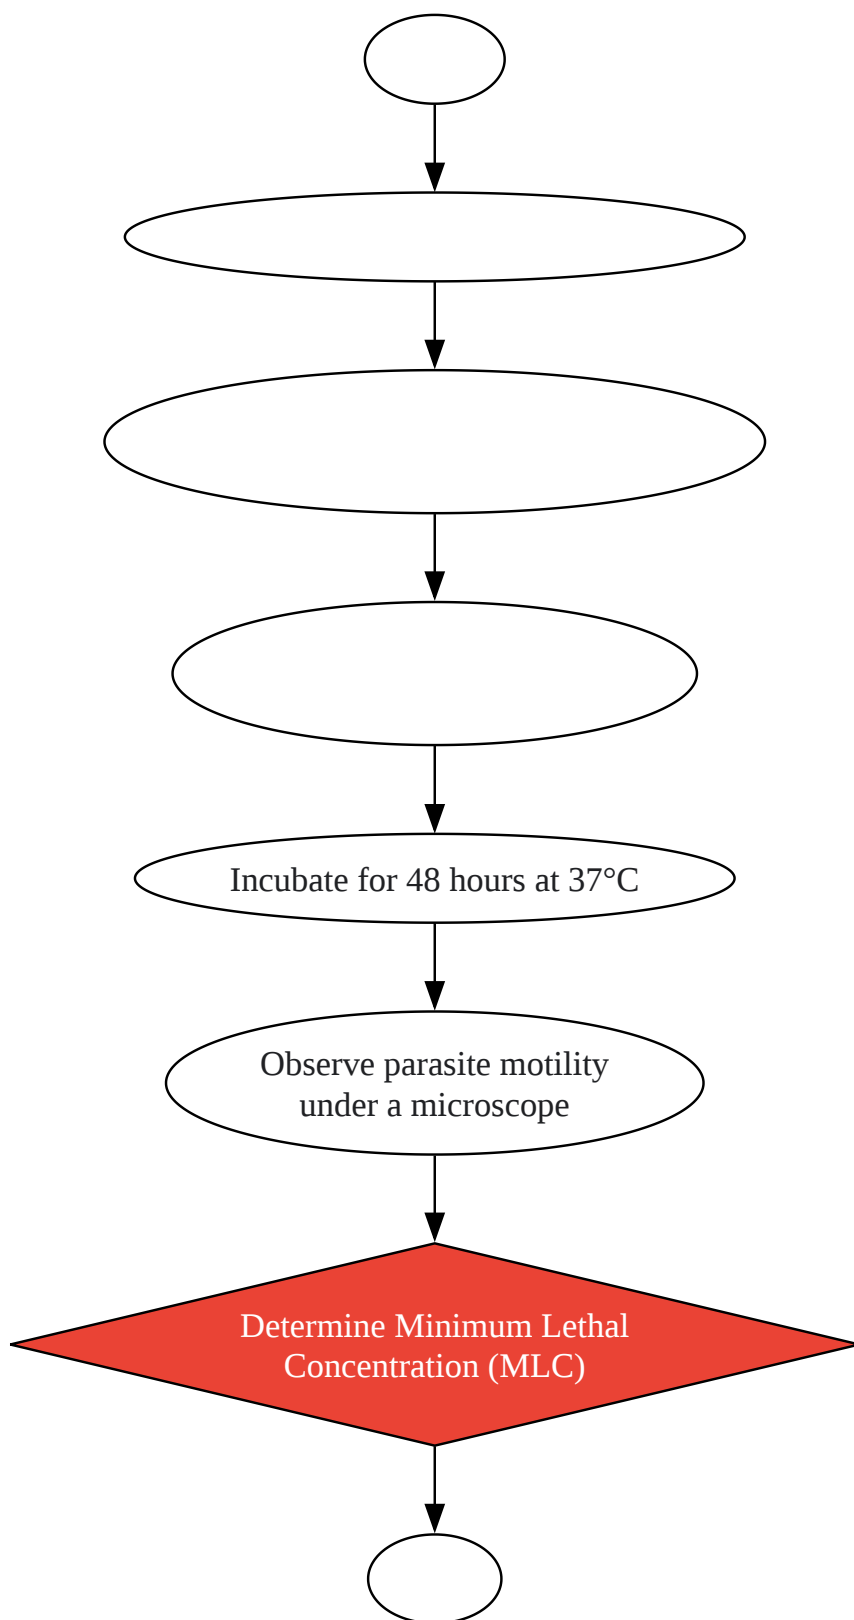 Incubate for 48 hours at 37°C
Observe parasite motility
under a microscope
Determine Minimum Lethal
Concentration (MLC)